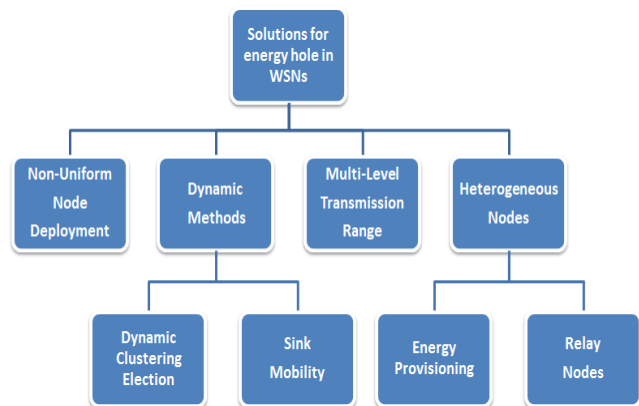 Solutions for
energy hole in
WSNs
Non-Uniform
Node
Deployment
Dynamic
Methods
Multi-Level
Transmission
Range
Heterogeneous
Nodes
Dynamic
Clustering
Election
Sink
Mobility
Energy
Provisioning
Relay
Nodes